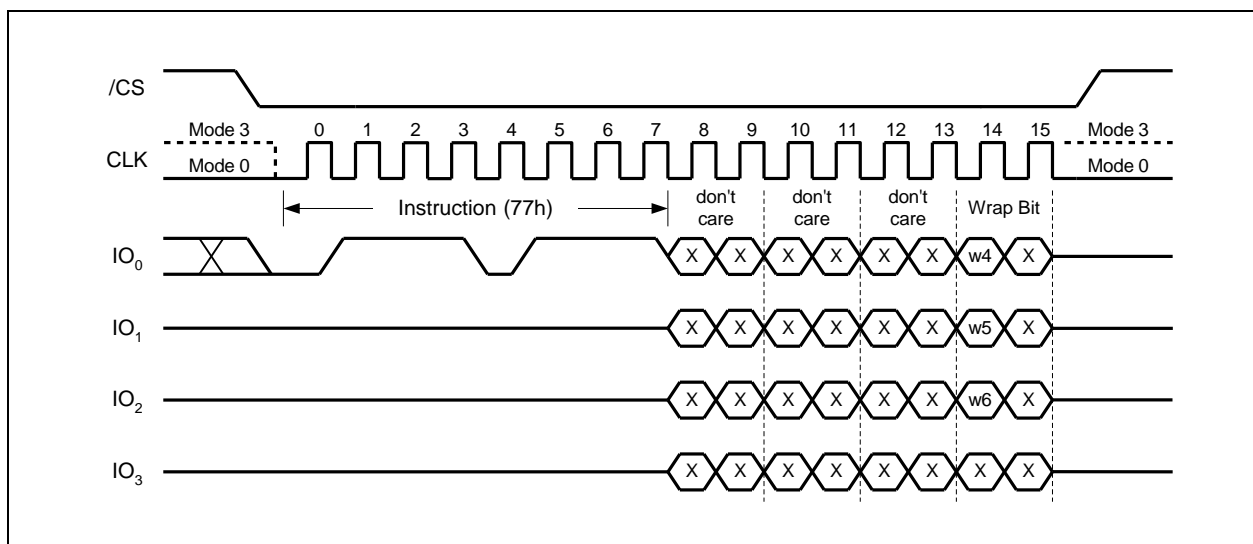 /CS
Mode 3 0 1 2 3 4 5 6 7 8 9 10 11 12 13 14 15 Mode 3
CLK
Mode 0 Mode 0
Instruction (77h) don't care don't care don't care Wrap Bit
IO0 X X X X X X w4 X
IO1 X X X X X X w5 X
IO2 X X X X X X w6 X
IO3 X X X X X X X X